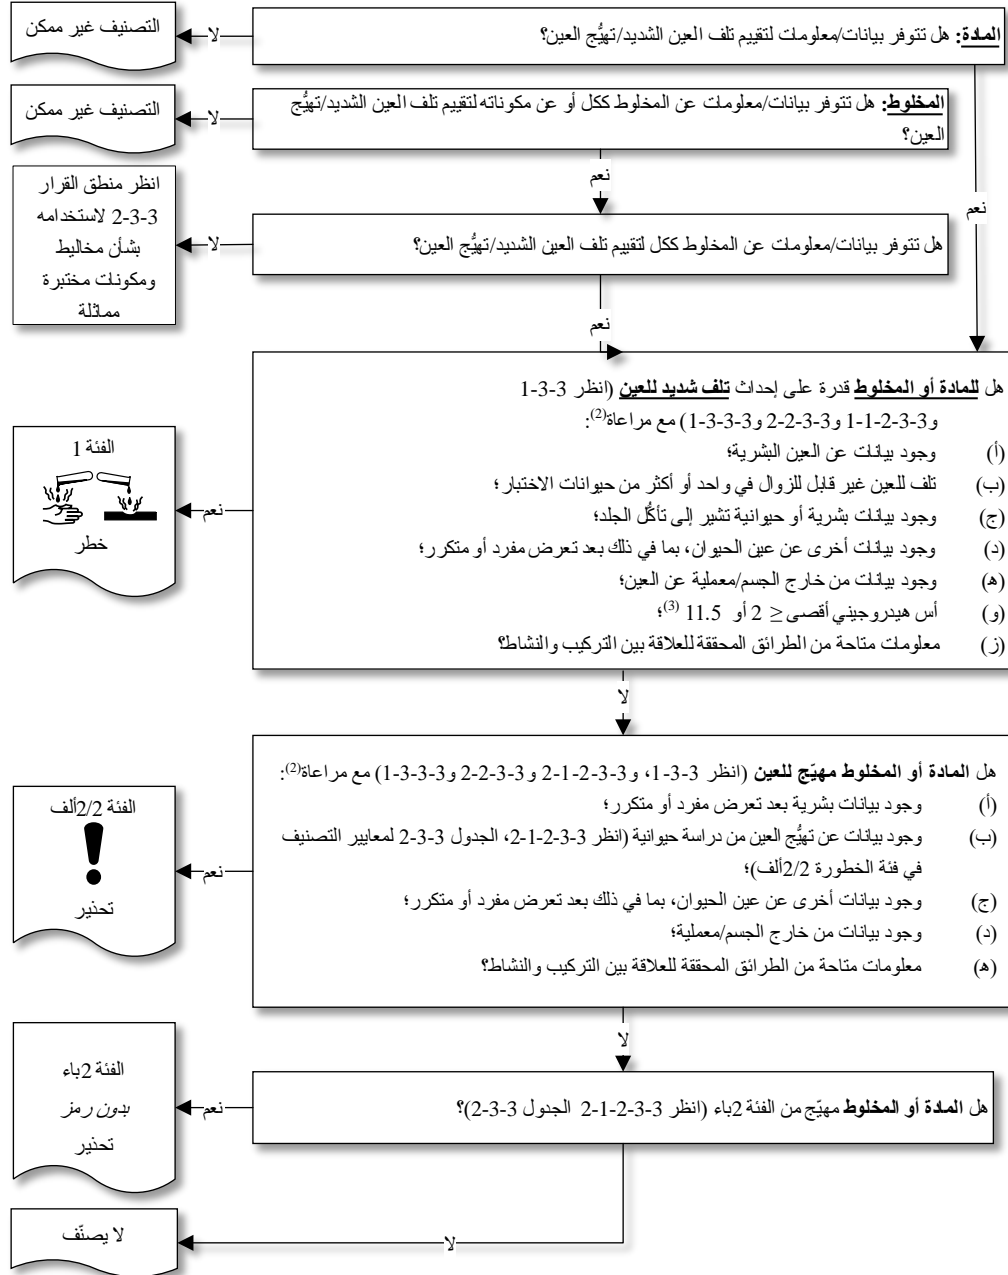 المادة: هل تتوفر بيانات/معلومات لتقييم تلف العين الشديد/تهيُّج العين؟
لا
التصنيف غير ممكن
المخلوط: هل تتوفر بيانات/معلومات عن المخلوط ككل أو عن مكوناته لتقييم تلف العين الشديد/تهيُّج
العين؟
لا
التصنيف غير ممكن
نعم
نعم
هل تتوفر بيانات/معلومات عن المخلوط ككل لتقييم تلف العين الشديد/تهيُّج العين؟
لا
انظر منطق القرار
2-3-3 لاستخدامه
بشأن مخاليط
ومكونات مختبرة
مماثلة
نعم
هل للمادة أو المخلوط قدرة على إحداث تلف شديد للعين (انظر 3-3-1
و3-3-2-1-1 و3-3-2-2 و3-3-3-1) مع مراعاة(2):
(أ) وجود بيانات عن العين البشرية؛
(ب) تلف للعين غير قابل للزوال في واحد أو أكثر من حيوانات الاختبار؛
(ج) وجود بيانات بشرية أو حيوانية تشير إلى تأكُّل الجلد؛
(د) وجود بيانات أخرى عن عين الحيوان، بما في ذلك بعد تعرض مفرد أو متكرر؛
(ه) وجود بيانات من خارج الجسم/معملية عن العين؛
(و) أس هيدروجيني أقصى ≤ 2 أو 11.5 (3)؛
(ز) معلومات متاحة من الطرائق المحققة للعلاقة بين التركيب والنشاط؟
نعم
الفئة 1
خطر
لا
هل المادة أو المخلوط مهيّج للعين (انظر 3-3-1، و3-3-2-1-2 و3-3-2-2 و3-3-3-1) مع مراعاة(2):
(أ) وجود بيانات بشرية بعد تعرض مفرد أو متكرر؛
(ب) وجود بيانات عن تهيُّج العين من دراسة حيوانية (انظر 3-3-2-1-2، الجدول 3-3-2 لمعايير التصنيف
في فئة الخطورة 2/2ألف)؛
(ج) وجود بيانات أخرى عن عين الحيوان، بما في ذلك بعد تعرض مفرد أو متكرر؛
(د) وجود بيانات من خارج الجسم/معملية؛
(ه) معلومات متاحة من الطرائق المحققة للعلاقة بين التركيب والنشاط؟
نعم
الفئة 2/2ألف
!
تحذير
لا
هل المادة أو المخلوط مهيّج من الفئة 2باء (انظر 3-3-2-1-2 الجدول 3-3-2)؟
نعم
الفئة 2باء
بدون رمز
تحذير
لا
لا يصنّف